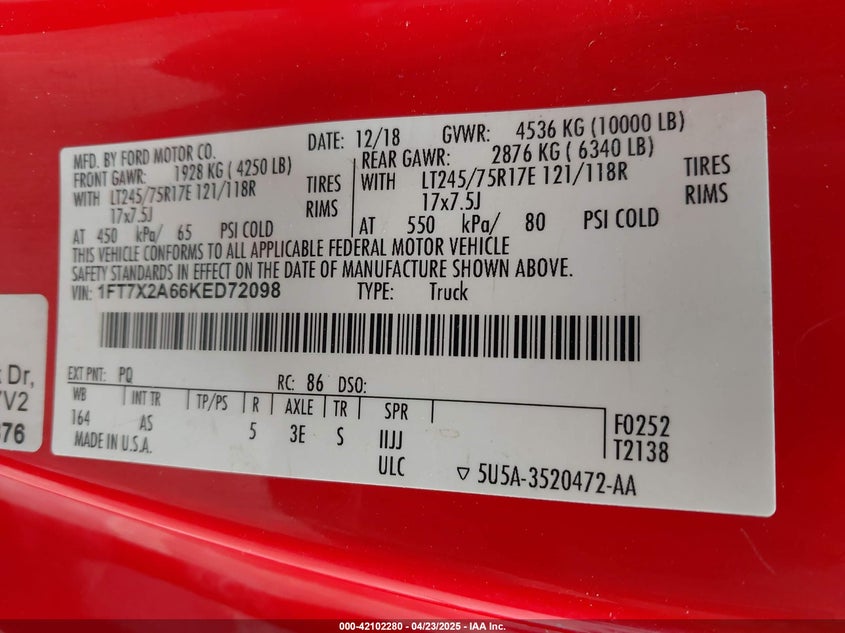 MFD. BY FORD MOTOR CO. DATE: 12/18 GVWR: 4536 KG (10000 LB)
FRONT GAWR: 1928 KG ( 4250 LB) REAR GAWR: 2876 KG ( 6340 LB)
WITH LT245/75R17E 121/118R TIRES WITH LT245/75R17E 121/118R TIRES
17x7.5J RIMS 17x7.5J RIMS
AT 450 kPa/ 65 PSI COLD AT 550 kPa/ 80 PSI COLD
THIS VEHICLE CONFORMS TO ALL APPLICABLE FEDERAL MOTOR VEHICLE
SAFETY STANDARDS IN EFFECT ON THE DATE OF MANUFACTURE SHOWN ABOVE.
VIN: 1FT7X2A66KED72098 TYPE: Truck
EXT PNT: PQ RC: 86 DSO:
WB INT TR TP/PS R AXLE TR SPR
164 AS 5 3E S IIJJ F0252
MADE IN U.S.A. ULC T2138
5U5A-3520472-AA
Dr,
V2
76
000-42102280 - 04/23/2025 - IAA Inc.